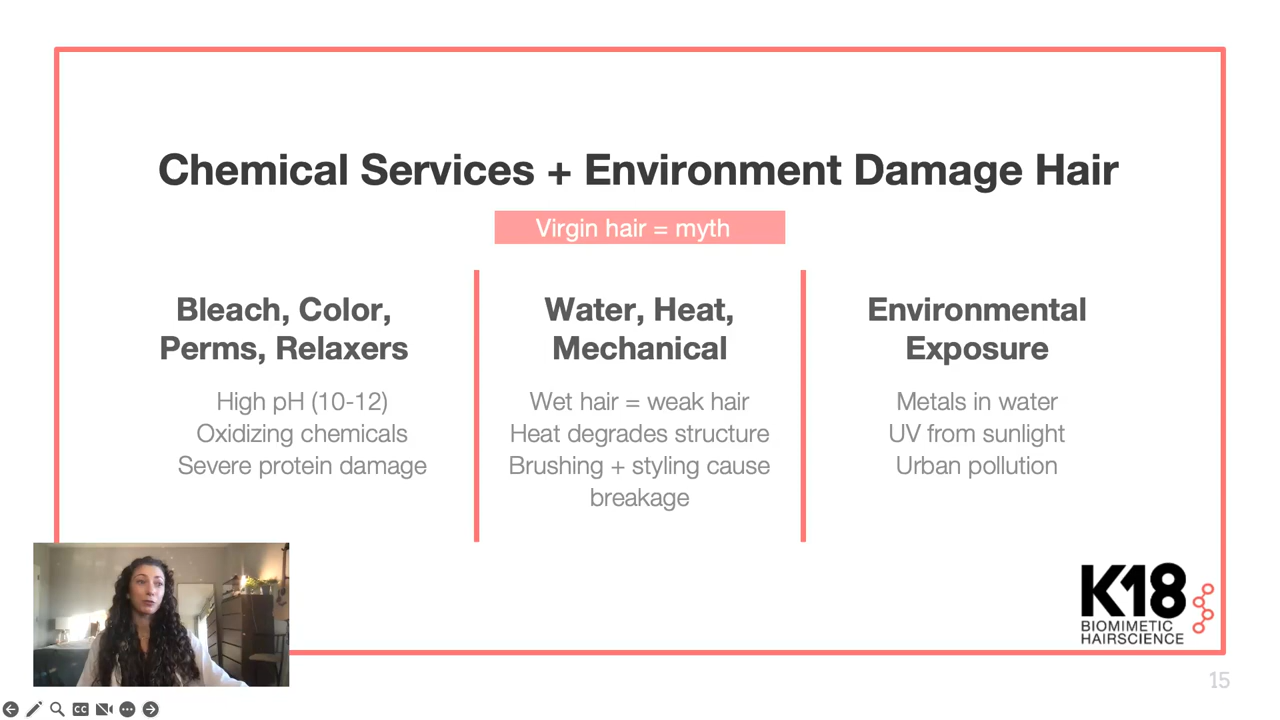 Chemical Services + Environment Damage Hair
Virgin hair = myth
Bleach, Color,
Perms, Relaxers
High pH (10-12)
Oxidizing chemicals
Severe protein damage
Water, Heat,
Mechanical
Wet hair = weak hair
Heat degrades structure
Brushing + styling cause
breakage
Environmental
Exposure
Metals in water
UV from sunlight
Urban pollution
K18
BIOMIMETIC
HAIRSCIENCE
15
CC